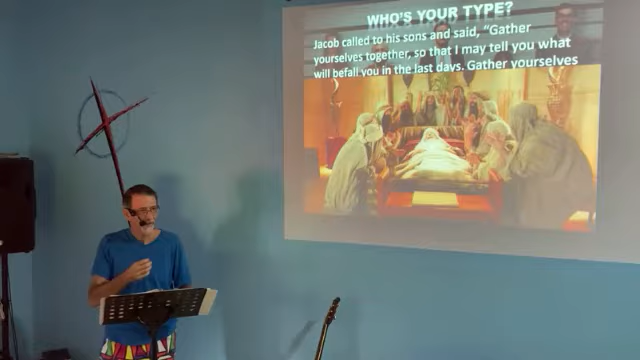 WHO'S YOUR TYPE?
Jacob called to his sons and said, "Gather
yourselves together, so that I may tell you what
will befall you in the last days. Gather yourselves